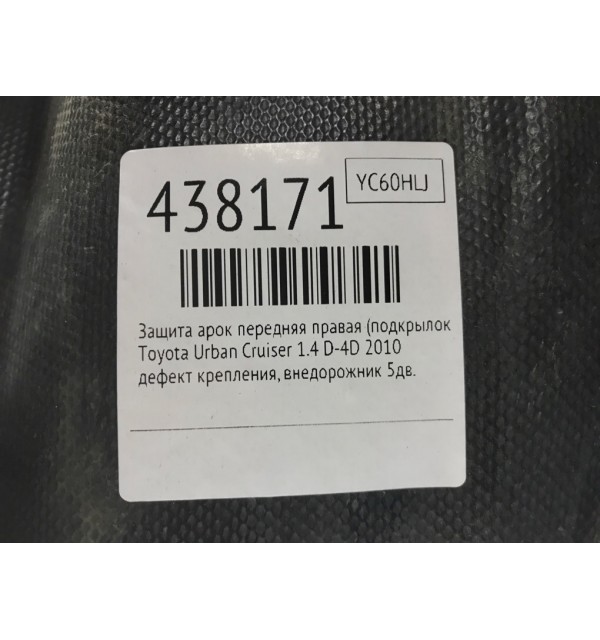 438171
YC60HLJ
Защита арок передняя правая (подкрылок
Toyota Urban Cruiser 1.4 D-4D 2010
дефект крепления, внедорожник 5дв.